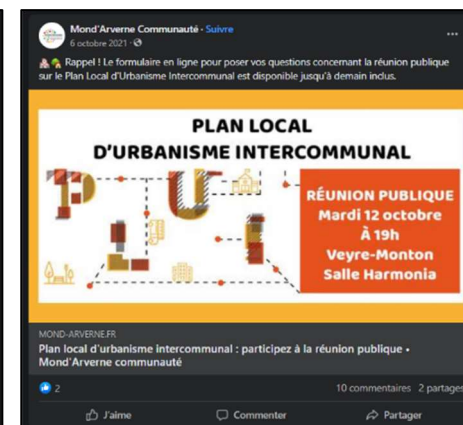 Mond'Arverne Communauté · Suivre
6 octobre 2021 ·
Rappel ! Le formulaire en ligne pour poser vos questions concernant la réunion publique
sur le Plan Local d'Urbanisme Intercommunal est disponible jusqu'à demain inclus.
PLAN LOCAL
D'URBANISME INTERCOMMUNAL
PLUi
RÉUNION PUBLIQUE
Mardi 12 octobre
À 19h
Veyre-Monton
Salle Harmonia
MOND-ARVERNE.FR
Plan local d'urbanisme intercommunal : participez à la réunion publique •
Mond'Arverne communauté
2
10 commentaires 2 partages
J'aime
Commenter
Partager